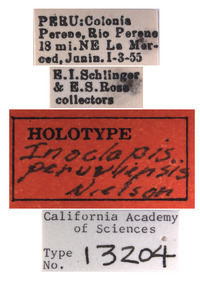 PERU:Colonia
Perene, Rio Perene
18 mi.NE La Mer-
ced, Junin. I-3-55
E.I.Schlinger
& E.S.Ross
collectors
HOLOTYPE
Inoclapis
peruviensis
Nielson
California Academy
of Sciences
Type
No. 13204